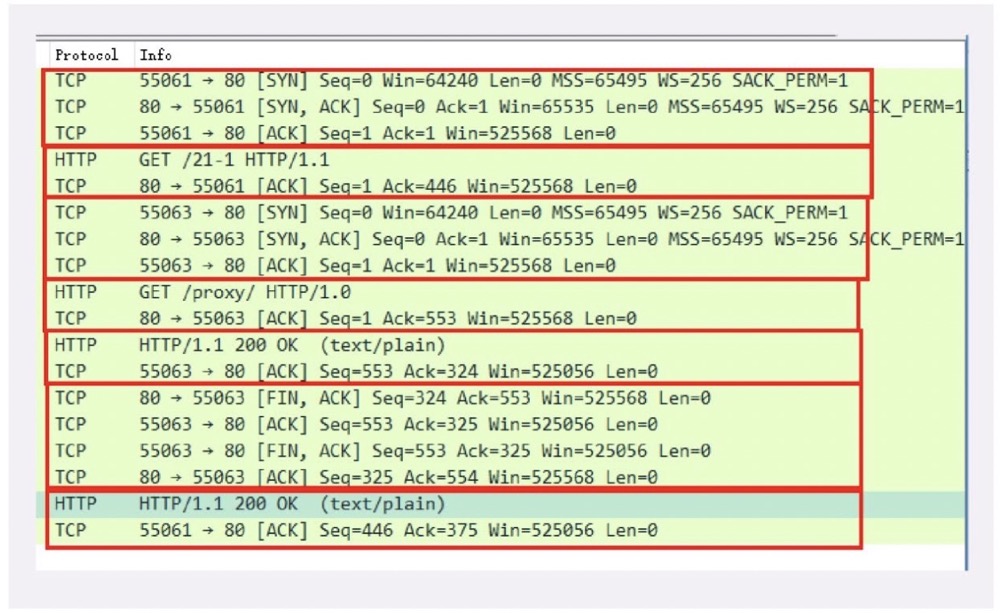 Protocol Info
TCP 55061 → 80 [SYN] Seq=0 Win=64240 Len=0 MSS=65495 WS=256 SACK_PERM=1
TCP 80 → 55061 [SYN, ACK] Seq=0 Ack=1 Win=65535 Len=0 MSS=65495 WS=256 SACK_PERM=1
TCP 55061 → 80 [ACK] Seq=1 Ack=1 Win=525568 Len=0
HTTP GET /21-1 HTTP/1.1
TCP 80 → 55061 [ACK] Seq=1 Ack=446 Win=525568 Len=0
TCP 55063 → 80 [SYN] Seq=0 Win=64240 Len=0 MSS=65495 WS=256 SACK_PERM=1
TCP 80 → 55063 [SYN, ACK] Seq=0 Ack=1 Win=65535 Len=0 MSS=65495 WS=256 SACK_PERM=1
TCP 55063 → 80 [ACK] Seq=1 Ack=1 Win=525568 Len=0
HTTP GET /proxy/ HTTP/1.0
TCP 80 → 55063 [ACK] Seq=1 Ack=553 Win=525568 Len=0
HTTP HTTP/1.1 200 OK (text/plain)
TCP 55063 → 80 [ACK] Seq=553 Ack=324 Win=525056 Len=0
TCP 80 → 55063 [FIN, ACK] Seq=324 Ack=553 Win=525568 Len=0
TCP 55063 → 80 [ACK] Seq=553 Ack=325 Win=525056 Len=0
TCP 55063 → 80 [FIN, ACK] Seq=553 Ack=325 Win=525056 Len=0
TCP 80 → 55063 [ACK] Seq=325 Ack=554 Win=525568 Len=0
HTTP HTTP/1.1 200 OK (text/plain)
TCP 55061 → 80 [ACK] Seq=446 Ack=375 Win=525056 Len=0